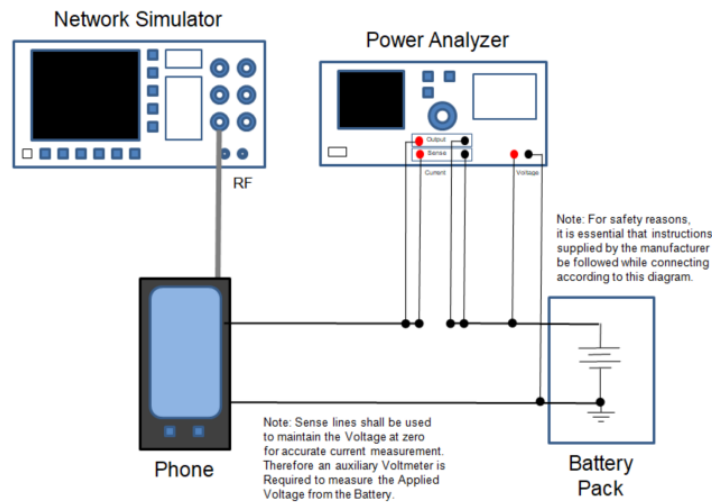 Network Simulator
Power Analyzer
Output
Sense
Current
Voltage
RF
Note: For safety reasons,
it is essential that instructions
supplied by the manufacturer
be followed while connecting
according to this diagram.
Note: Sense lines shall be used
to maintain the Voltage at zero
for accurate current measurement.
Therefore an auxiliary Voltmeter is
Required to measure the Applied
Voltage from the Battery.
Phone
Battery
Pack